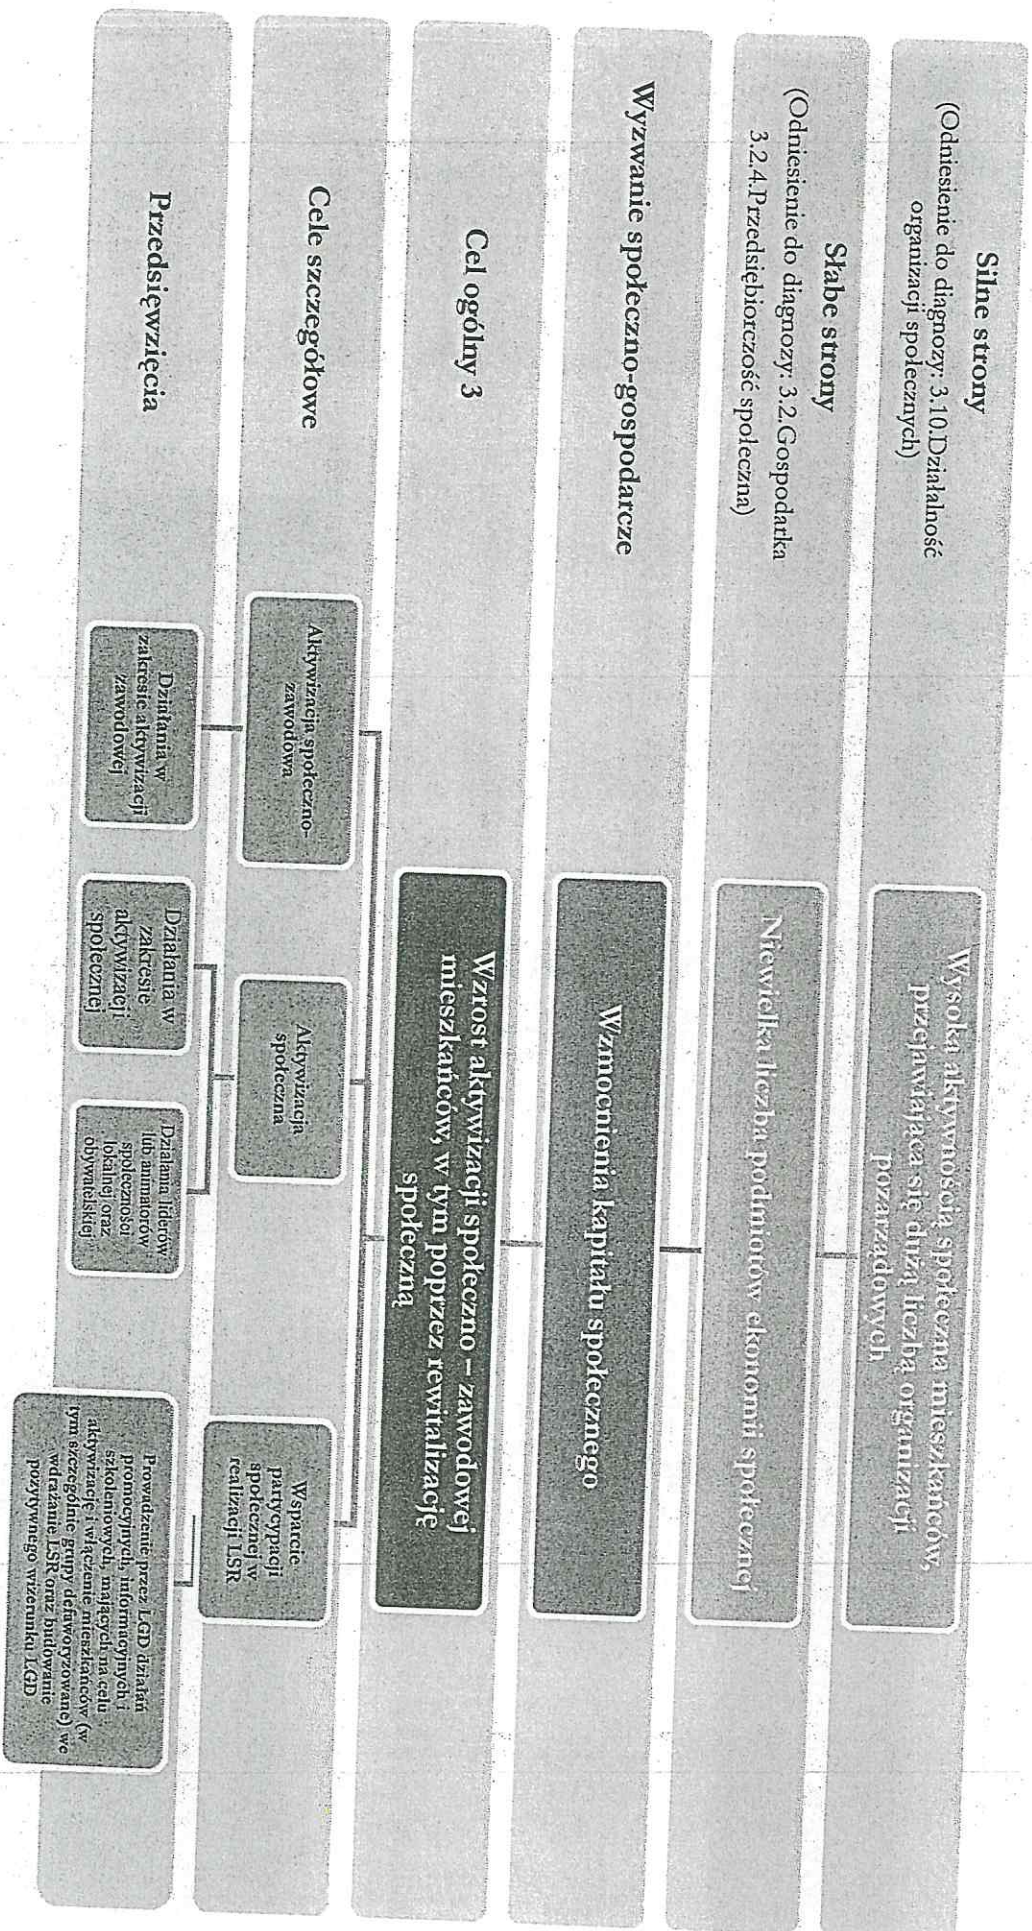 Silne strony
(Odniesienie do diagnozy: 3.10.Działalność
organizacji społecznych)
Wysoka aktywnością społeczna mieszkańców,
przejawiająca się dużą liczbą organizacji
pozarządowych
Słabe strony
(Odniesienie do diagnozy: 3.2.Gospodarka
3.2.4.Przedsiębiorczość społeczna)
Niewielka liczba podmiotów ekonomii społecznej
Wyzwanie społeczno-gospodarcze
Wzmocnienia kapitału społecznego
Cel ogólny 3
Wzrost aktywizacji społeczno – zawodowej
mieszkańców, w tym poprzez rewitalizację
społeczną
Cele szczegółowe
Aktywizacja społeczno-
zawodowa
Aktywizacja
społeczna
Wsparcie
partycypacji
społecznej w
realizacji LSR
Przedsięwzięcia
Działania w
zakresie aktywizacji
zawodowej
Działania w
zakresie
aktywizacji
społecznej
Działania liderów
lub animatorów
społeczności
lokalnej oraz
obywatelskiej
Prowadzenie przez LGD działań
promocyjnych, informacyjnych i
szkoleniowych, mających na celu
aktywizację i włączenie mieszkańców (w
tym szczególnie grupy defaworyzowane) we
wdrażanie LSR oraz budowanie
pozytywnego wizerunku LGD